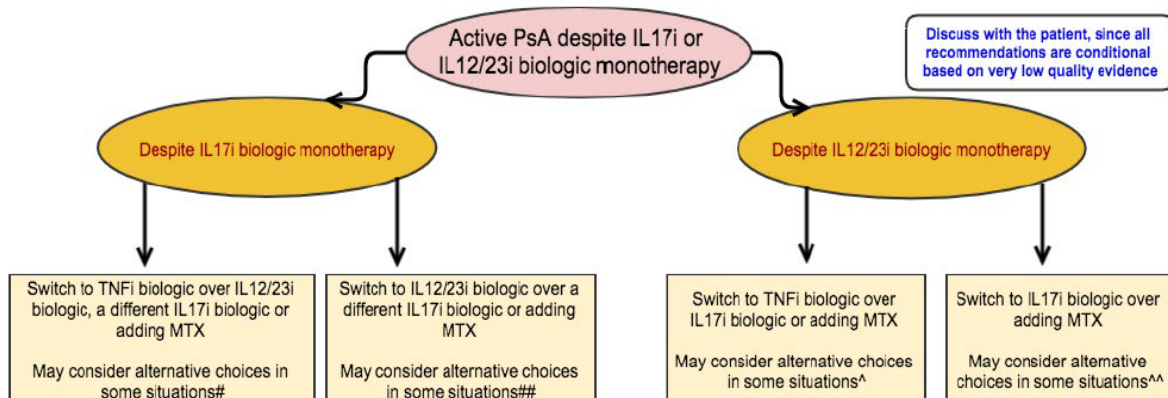 Active PsA despite IL17i or
IL12/23i biologic monotherapy
Discuss with the patient, since all
recommendations are conditional
based on very low quality evidence
Despite IL17i biologic monotherapy
Despite IL12/23i biologic monotherapy
Switch to TNFi biologic over IL12/23i
biologic, a different IL17i biologic or
adding MTX
May consider alternative choices in
some situations#
Switch to IL12/23i biologic over a
different IL17i biologic or adding
MTX
May consider alternative choices
in some situations##
Switch to TNFi biologic over
IL17i biologic or adding MTX
May consider alternative choices
in some situations^
Switch to IL17i biologic over
adding MTX
May consider alternative
choices in some situations^^